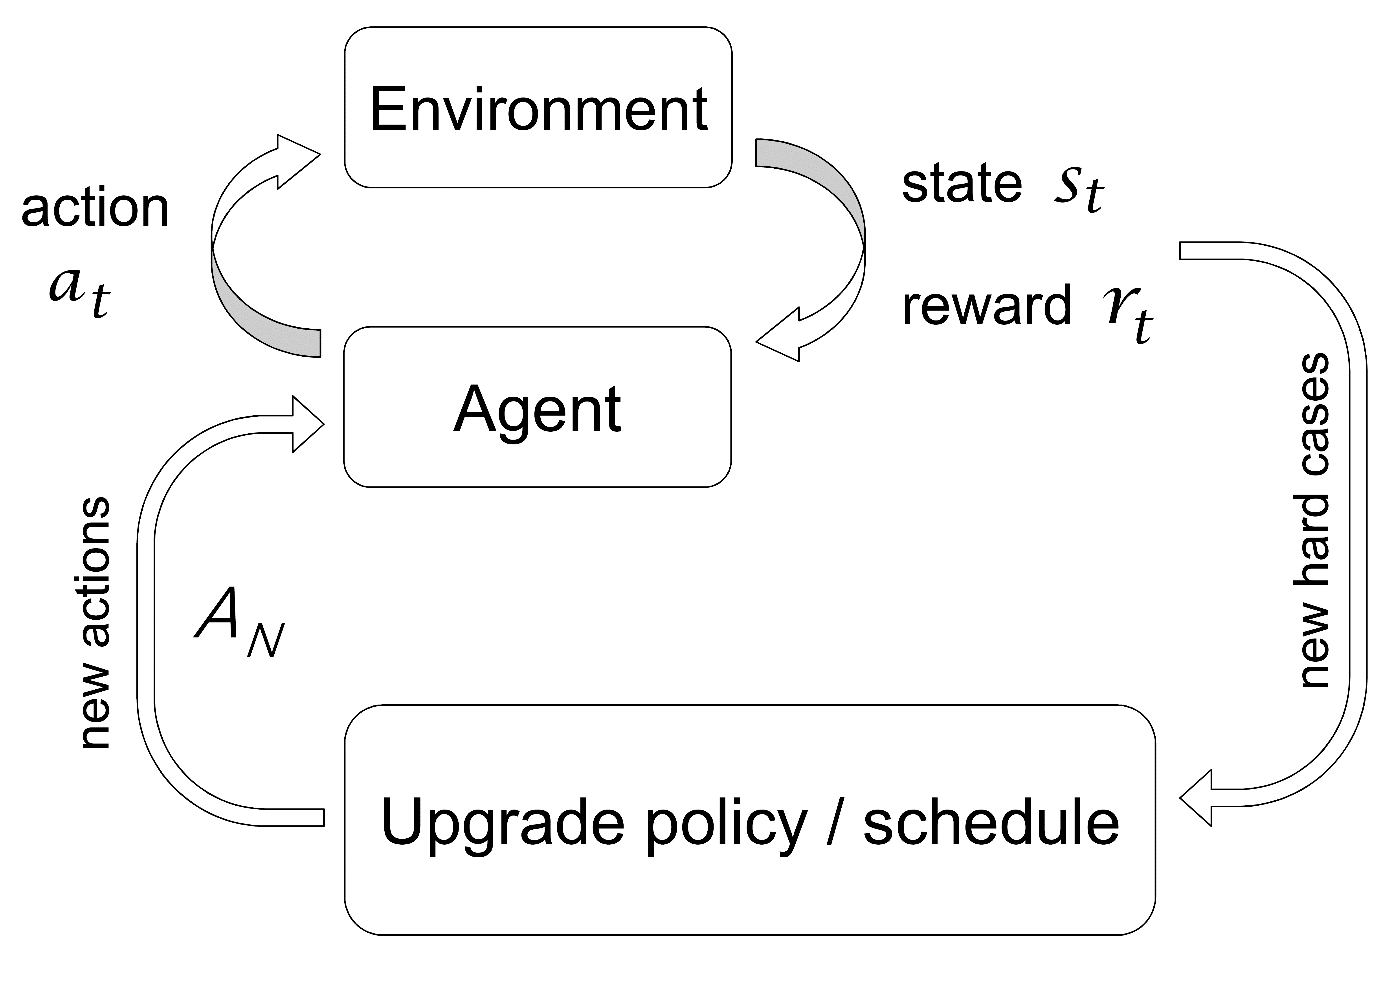 Environment
action
a_t
state s_t
reward r_t
Agent
new actions
A_N
new hard cases
Upgrade policy / schedule